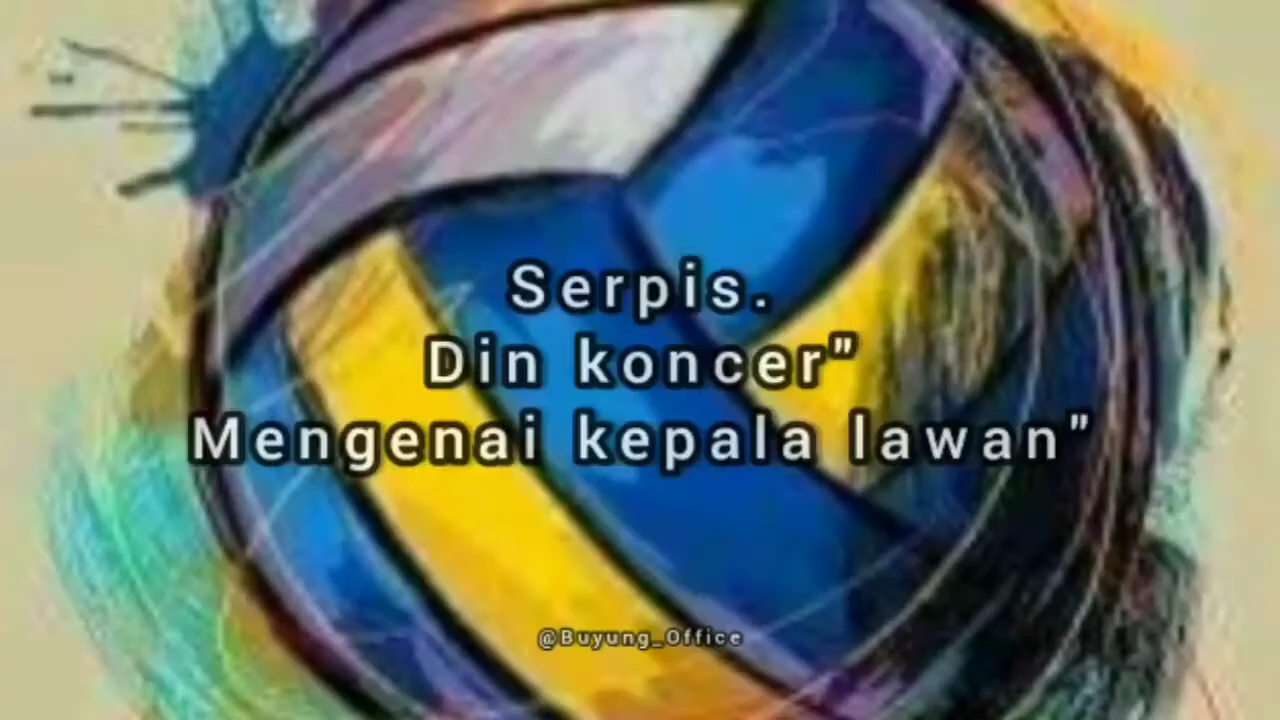 Serpis.
Din koncer"
Mengenai kepala lawan"
@Buyung_Office